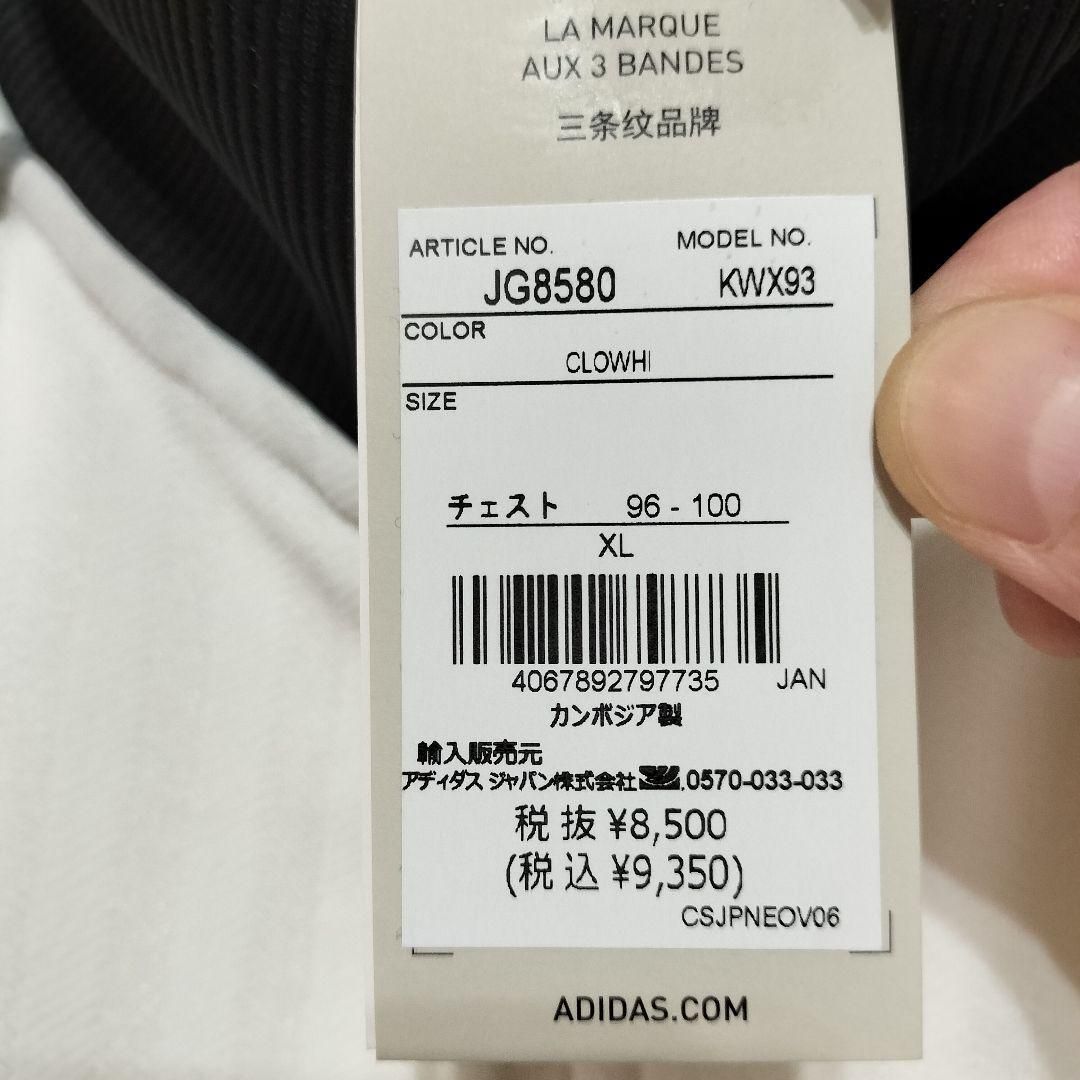 LA MARQUE
AUX 3 BANDES
三条纹品牌
ARTICLE NO. MODEL NO.
JG8580 KWX93
COLOR
CLOWHI
SIZE
チェスト 96 - 100
XL
4067892797735 JAN
カンボジア製
輸入販売元
アディダス ジャパン株式会社 .0570-033-033
税 抜 ¥8,500
(税 込 ¥9,350)
CSJPNEOV06
ADIDAS.COM